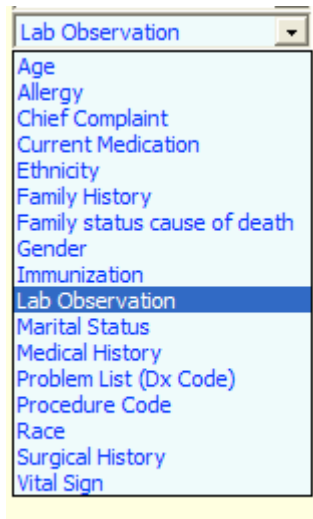 Lab Observation
Age
Allergy
Chief Complaint
Current Medication
Ethnicity
Family History
Family status cause of death
Gender
Immunization
Lab Observation
Marital Status
Medical History
Problem List (Dx Code)
Procedure Code
Race
Surgical History
Vital Sign